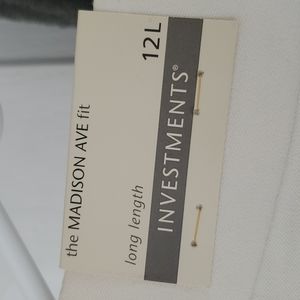 the MADISON AVE fit
long length
12L
INVESTMENTS®